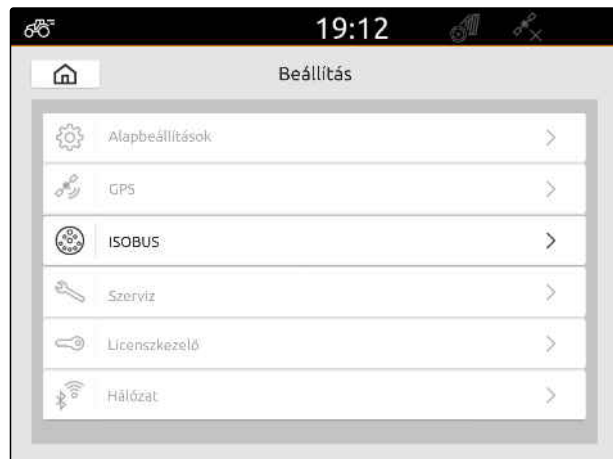 19:12
Beállítás
Alapbeállítások
GPS
ISOBUS
Szerviz
Licenszkezelő
Hálózat